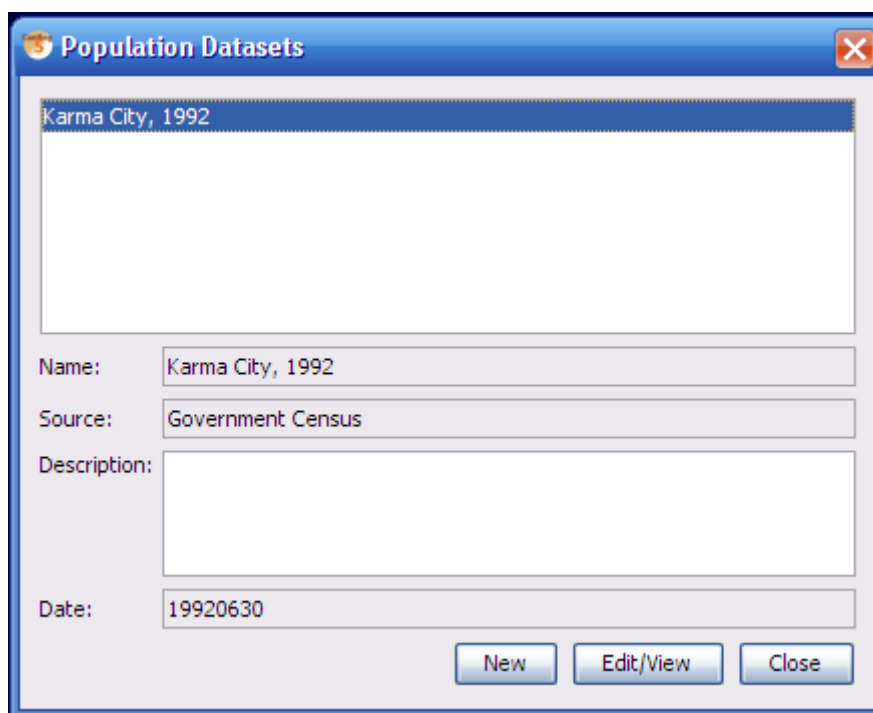 Population Datasets
Karma City, 1992
Name: Karma City, 1992
Source: Government Census
Description:
Date: 19920630
New Edit/View Close